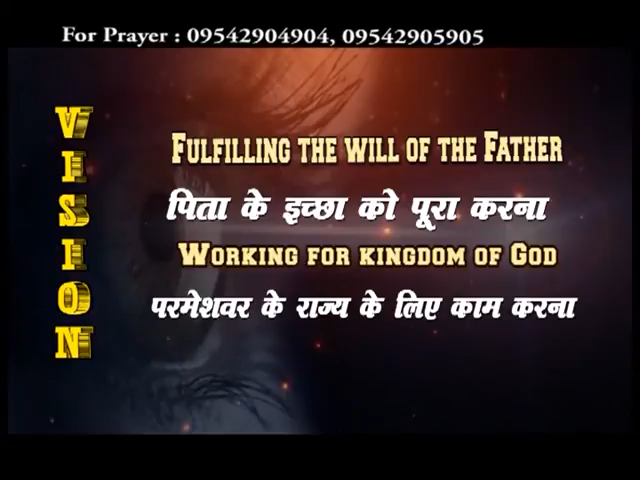 For Prayer : 09542904904, 09542905905
VISION
FULFILLING THE WILL OF THE FATHER
पिता के इच्छा को पूरा करना
WORKING FOR KINGDOM OF GOD
परमेशवर के राज्य के लिए काम करना